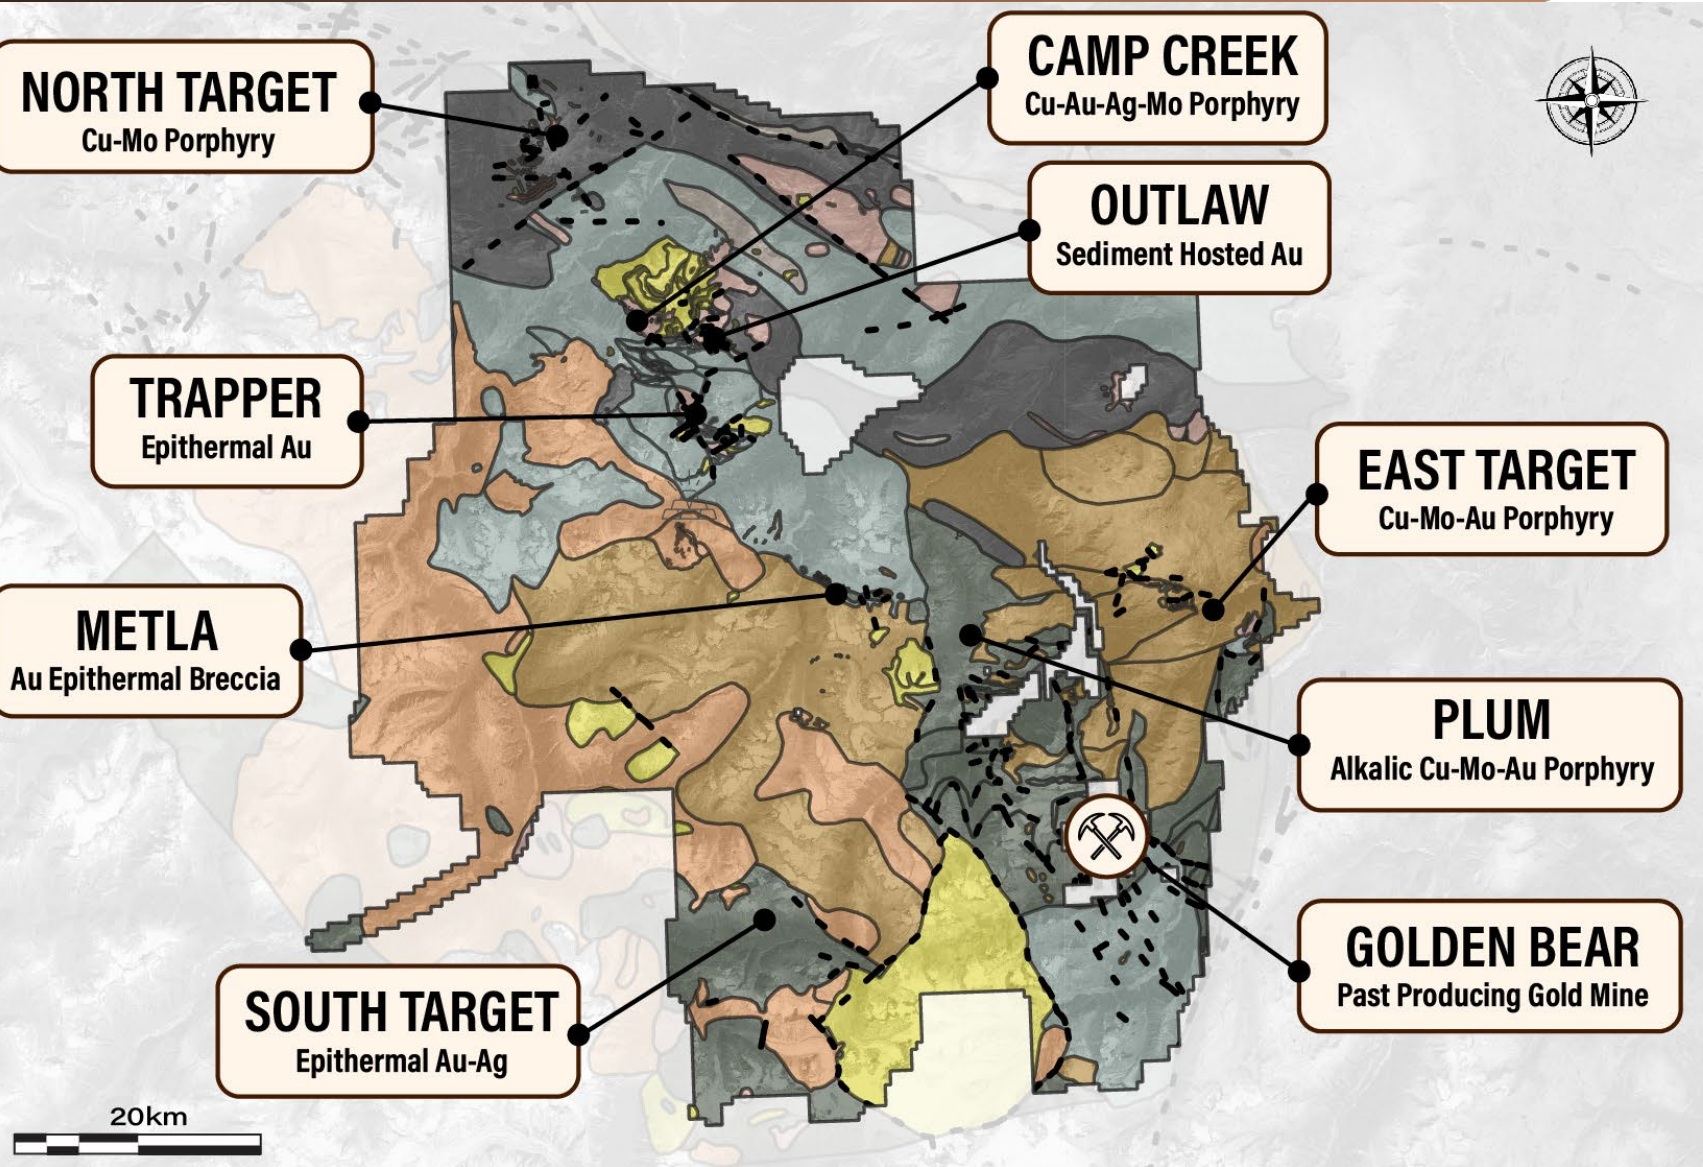 NORTH TARGET
Cu-Mo Porphyry
CAMP CREEK
Cu-Au-Ag-Mo Porphyry
OUTLAW
Sediment Hosted Au
TRAPPER
Epithermal Au
EAST TARGET
Cu-Mo-Au Porphyry
METLA
Au Epithermal Breccia
PLUM
Alkalic Cu-Mo-Au Porphyry
GOLDEN BEAR
Past Producing Gold Mine
SOUTH TARGET
Epithermal Au-Ag
20km